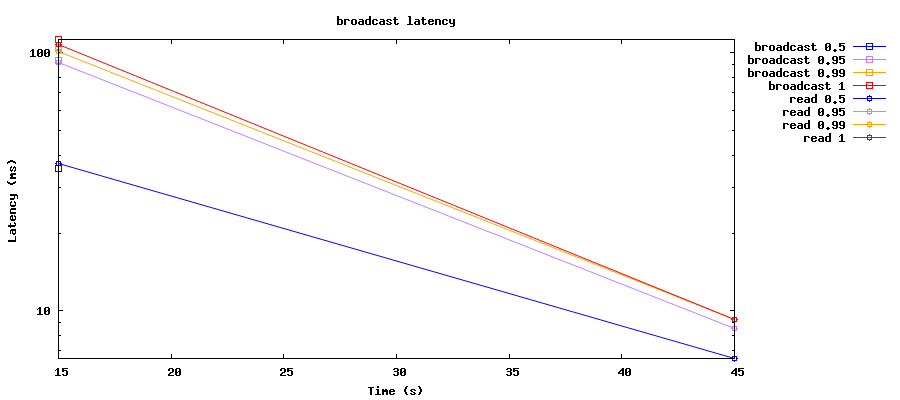 broadcast latency
broadcast 0.5
broadcast 0.95
broadcast 0.99
broadcast 1
read 0.5
read 0.95
read 0.99
read 1
100
10
Latency (ms)
15 20 25 30 35 40 45
Time (s)